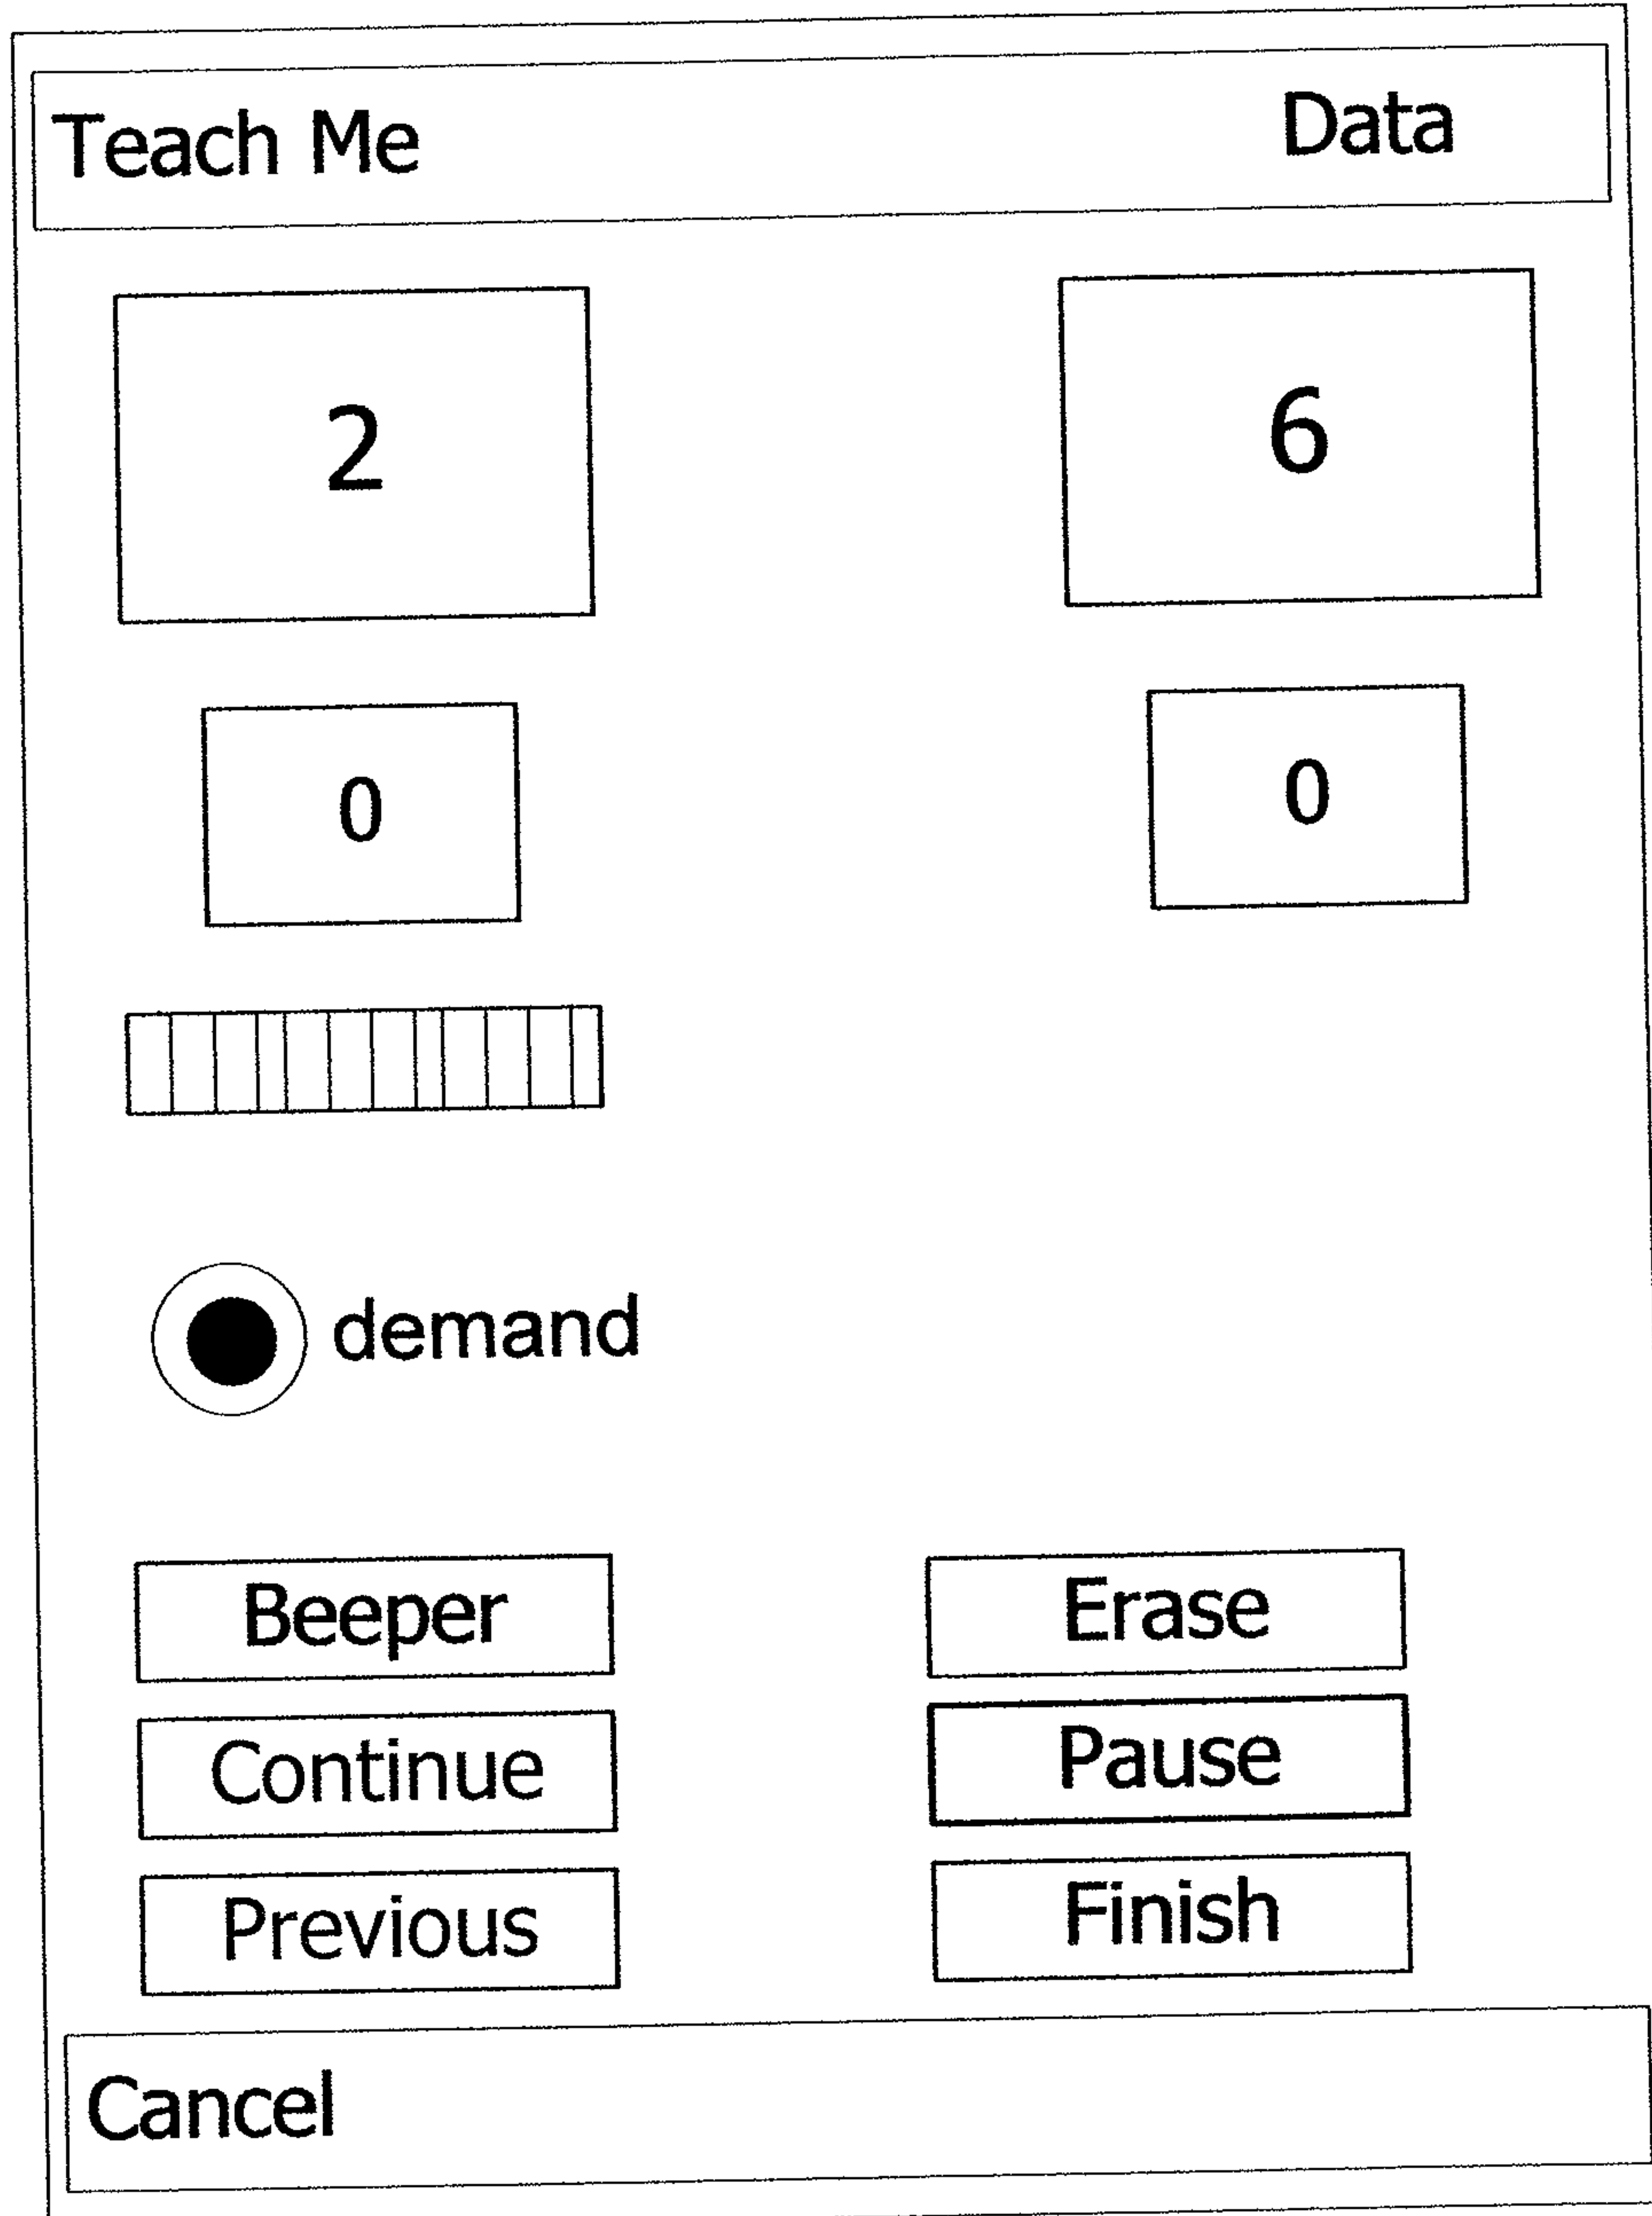 Teach Me Data
2 6
0 0
demand
Beeper Erase
Continue Pause
Previous Finish
Cancel